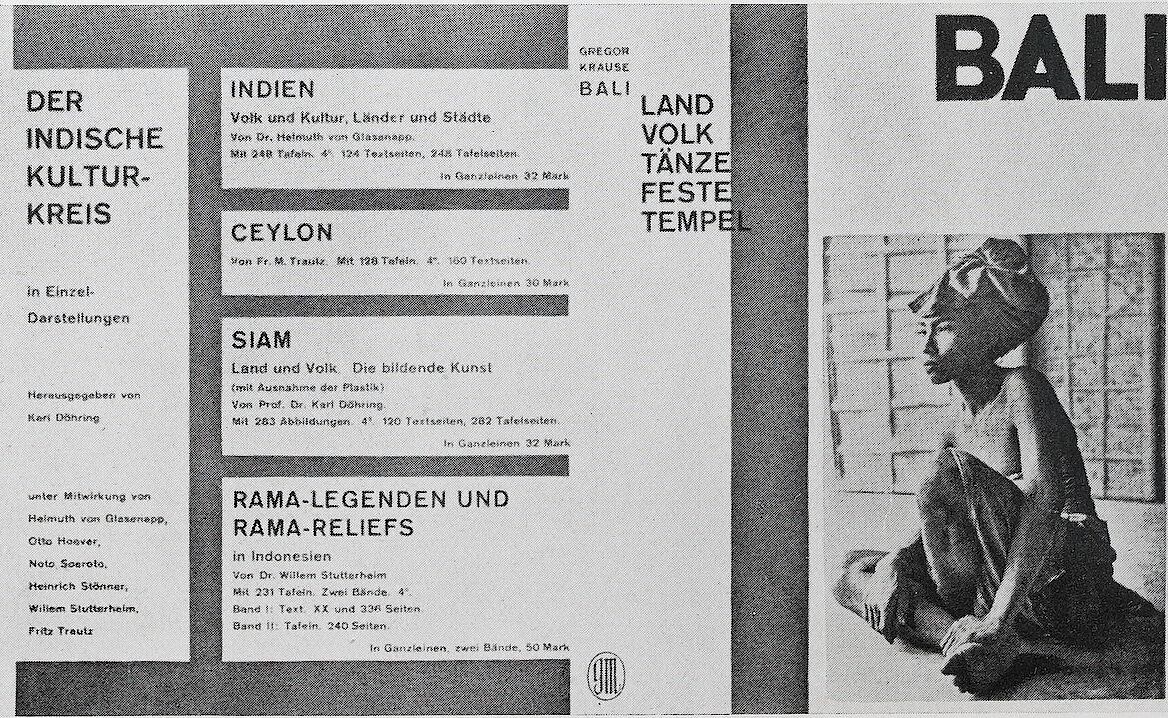 DER
INDISCHE
KULTUR-
KREIS
in Einzel-
Darstellungen
Herausgegeben von
Karl Döhring
unter Mitwirkung von
Helmuth von Glasenapp,
Otto Hoever,
Noto Soeroto,
Heinrich Stönner,
Willem Stutterheim,
Fritz Trautz
INDIEN
Volk und Kultur, Länder und Städte
Von Dr. Helmuth von Glasenapp.
Mit 248 Tafeln. 4°. 124 Textseiten, 248 Tafelseiten.
In Ganzleinen 32 Mark
CEYLON
Von Fr. M. Trautz. Mit 128 Tafeln. 4°. 160 Textseiten.
In Ganzleinen 30 Mark
SIAM
Land und Volk. Die bildende Kunst
(mit Ausnahme der Plastik)
Von Prof. Dr. Karl Döhring.
Mit 283 Abbildungen. 4°. 120 Textseiten, 282 Tafelseiten.
In Ganzleinen 32 Mark
RAMA-LEGENDEN UND
RAMA-RELIEFS
in Indonesien
Von Dr. Willem Stutterheim
Mit 231 Tafeln. Zwei Bände. 4°.
Band I: Text. XX und 336 Seiten.
Band II: Tafeln. 240 Seiten.
In Ganzleinen, zwei Bände, 50 Mark
GREGOR
KRAUSE
BALI
LAND
VOLK
TÄNZE
FESTE
TEMPEL
gm
BALI